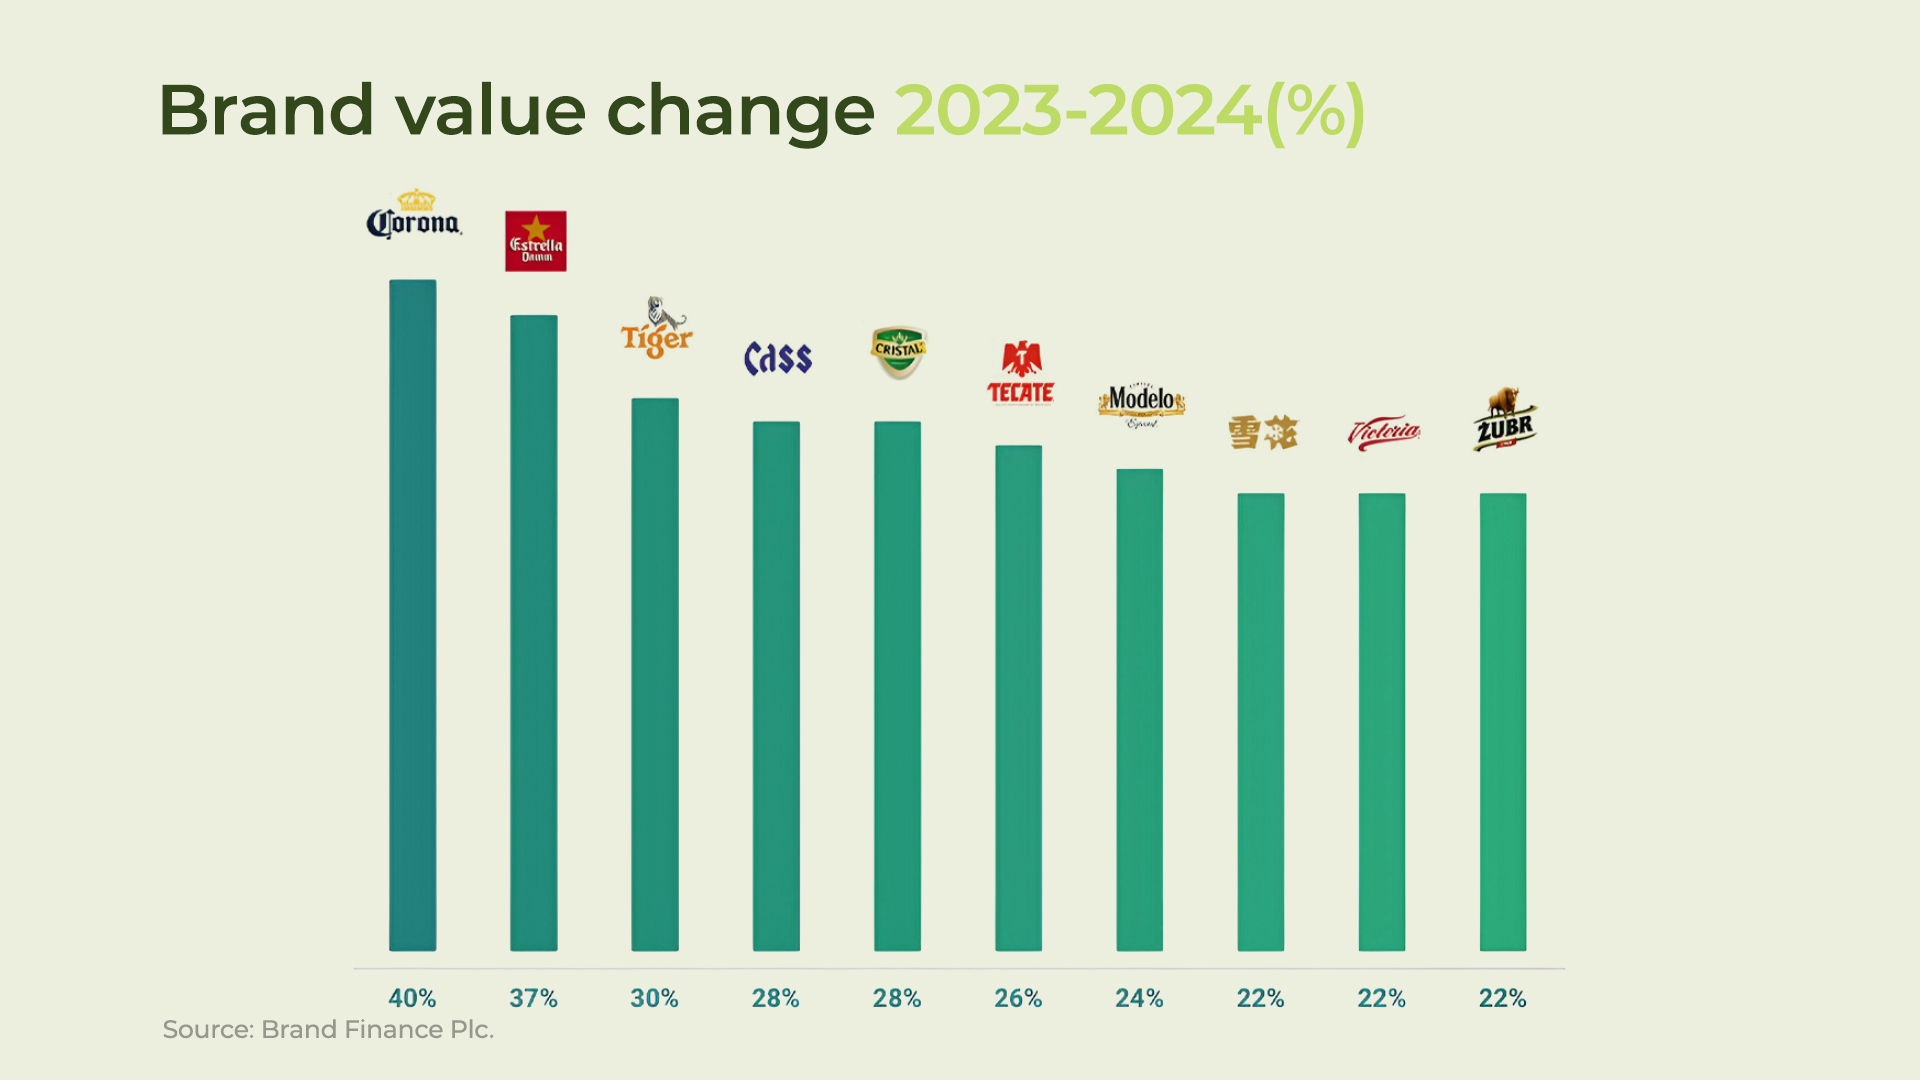 Brand value change 2023-2024(%)
Corona
Estrella
Damm
Tiger
Cass
CRISTAL
T
TECATE
Modelo
Especial
雪花
Victoria
ŻUBR
40% 37% 30% 28% 28% 26% 24% 22% 22% 22%
Source: Brand Finance Plc.